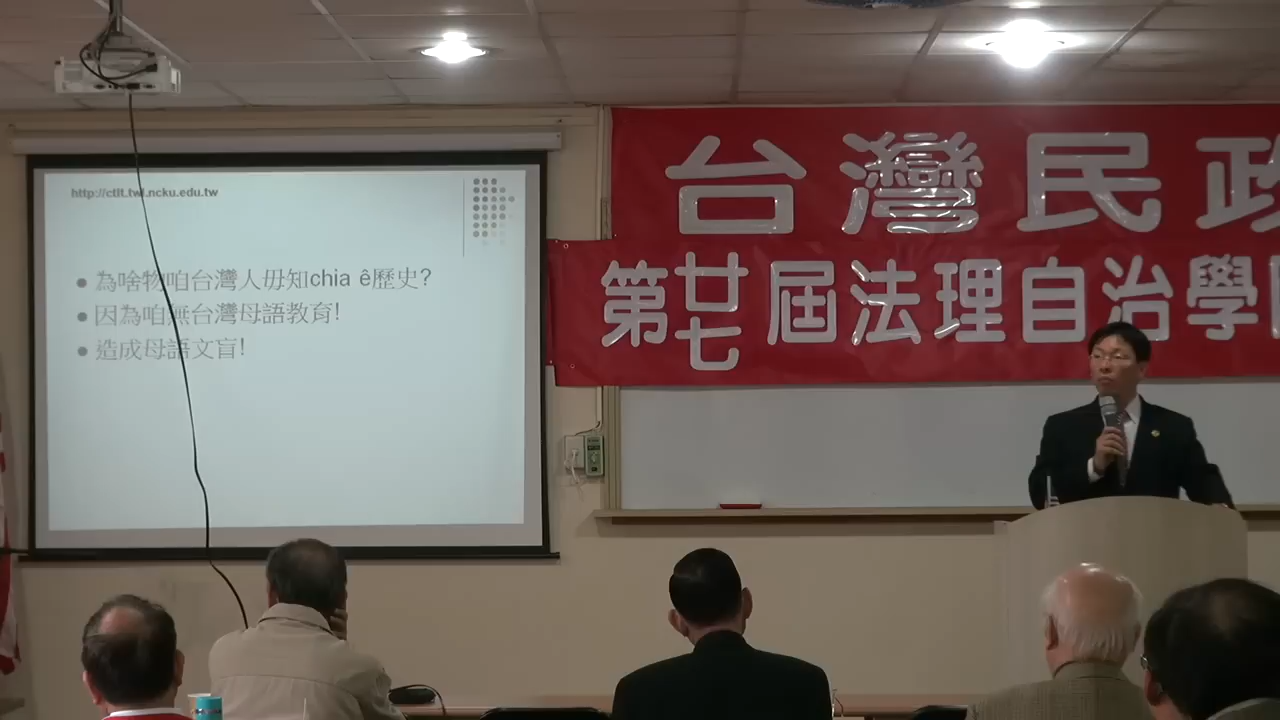 http://ctlt.twl.ncku.edu.tw
為啥物咱台灣人毋知chia ê歷史?
因為咱無台灣母語教育!
造成母語文盲!
台灣民政
第廿七屆法理自治學